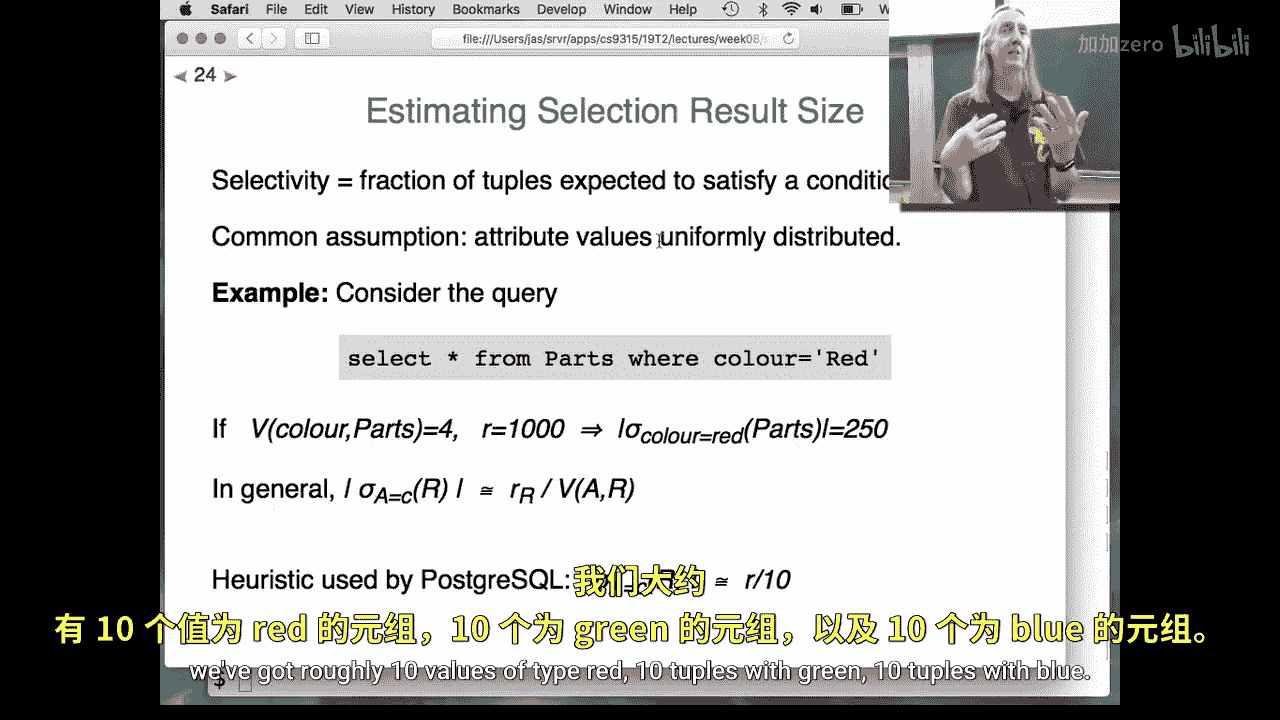 Safari File Edit View History Bookmarks Develop Window Help
file:///Users/jas/srvr/apps/cs9315/19T2/lectures/week08/
加加zero bilibili
24
Estimating Selection Result Size
Selectivity = fraction of tuples expected to satisfy a
Common assumption: attribute values uniformly distributed.
Example: Consider the query
select * from Parts where colour='Red'
If V(colour,Parts)=4, r=1000 ⇒ |σcolour=red(Parts)|=250
In general, | σA=c(R) | ≅ rR / V(A,R)
Heuristic used by PostgreSQL: ≅ r/10
我们大约
有 10 个值为 red 的元组，10 个为 green 的元组，以及 10 个为 blue 的元组。
we've got roughly 10 values of type red, 10 tuples with green, 10 tuples with blue.
$